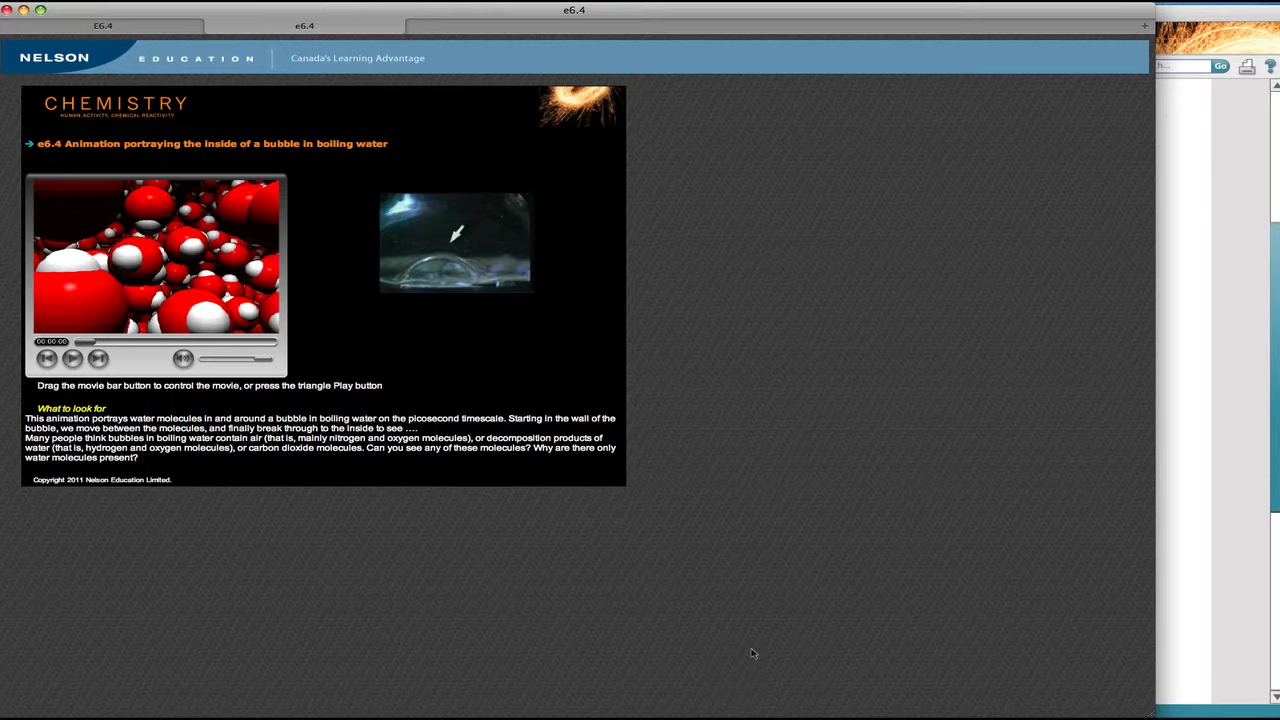 e6.4
E6.4
e6.4
NELSON EDUCATION Canada's Learning Advantage
Go
CHEMISTRY
HUMAN ACTIVITY, CHEMICAL REACTIVITY
e6.4 Animation portraying the inside of a bubble in boiling water
00:00:00
Drag the movie bar button to control the movie, or press the triangle Play button
What to look for
This animation portrays water molecules in and around a bubble in boiling water on the picosecond timescale. Starting in the wall of the
bubble, we move between the molecules, and finally break through to the inside to see ....
Many people think bubbles in boiling water contain air (that is, mainly nitrogen and oxygen molecules), or decomposition products of
water (that is, hydrogen and oxygen molecules), or carbon dioxide molecules. Can you see any of these molecules? Why are there only
water molecules present?
Copyright 2011 Nelson Education Limited.